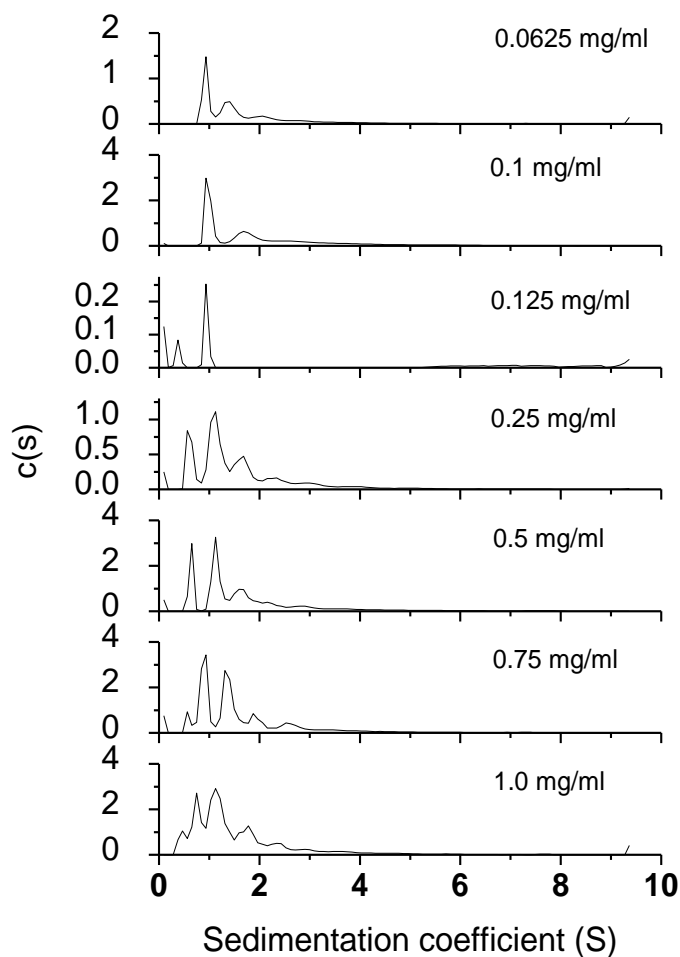 2
0.0625 mg/ml
1
0
4
0.1 mg/ml
2
0
0.2
0.125 mg/ml
0.1
0.0
1.0
0.25 mg/ml
0.5
0.0
c(s)
4
0.5 mg/ml
2
0
4
0.75 mg/ml
2
0
4
1.0 mg/ml
2
0
0 2 4 6 8 10
Sedimentation coefficient (S)